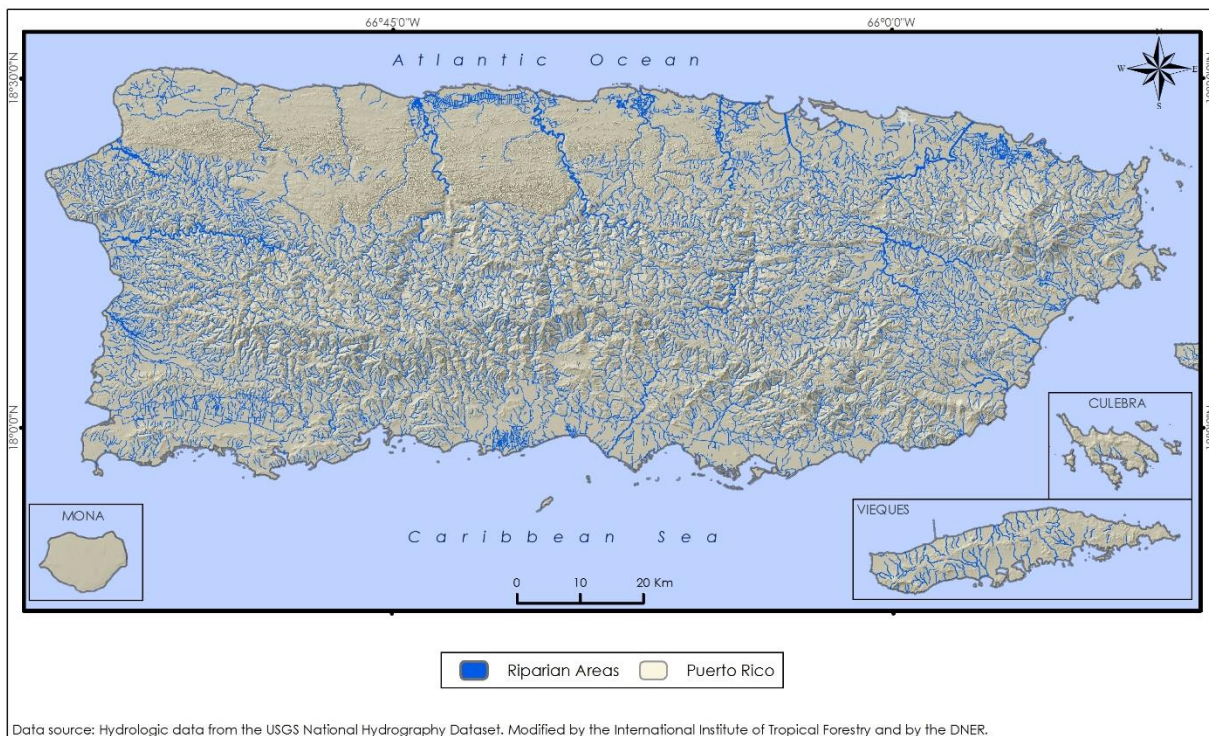 66°45'0"W 66°0'0"W
Atlantic Ocean
N
W E
S
18°30'0"N
18°0'0"N
CULEBRA
VIEQUES
MONA
Caribbean Sea
0 10 20 Km
Riparian Areas Puerto Rico
Data source: Hydrologic data from the USGS National Hydrography Dataset. Modified by the International Institute of Tropical Forestry and by the DNER.